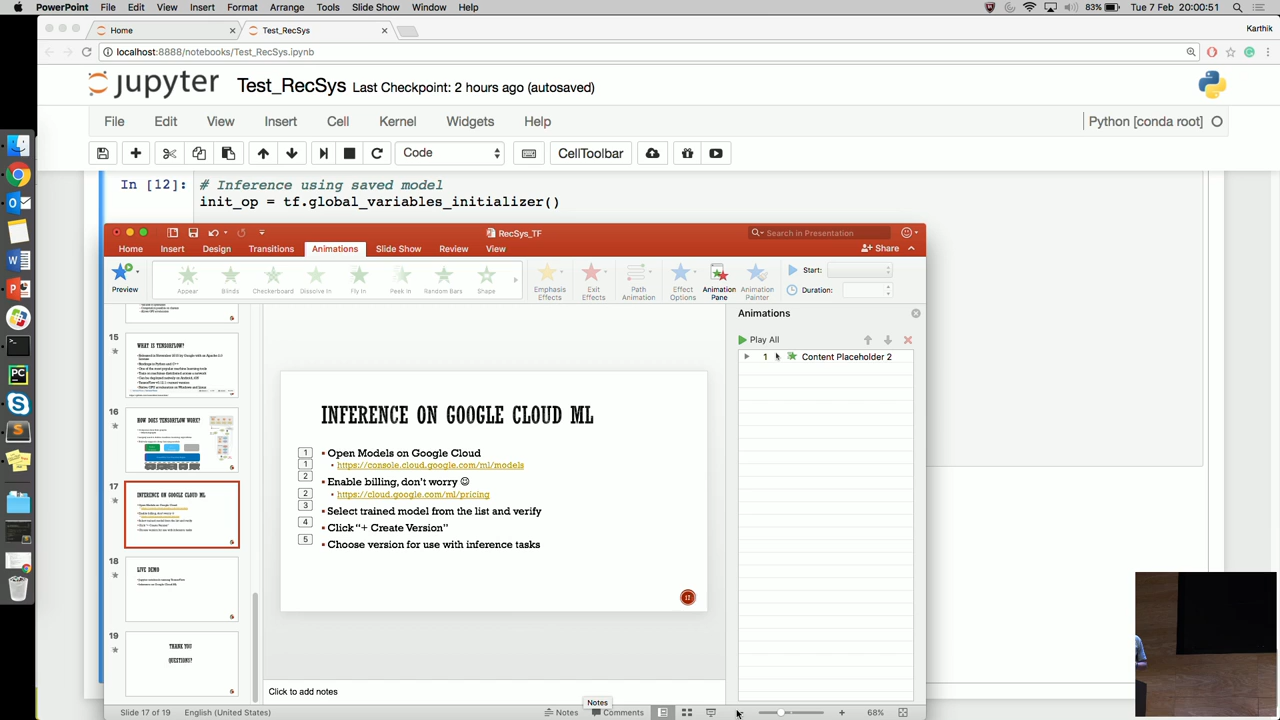 PowerPoint File Edit View Insert Format Arrange Tools Slide Show Window Help 83% Tue 7 Feb 20:00:51
Home Test_RecSys Karthik
localhost:8888/notebooks/Test_RecSys.ipynb
jupyter Test_RecSys Last Checkpoint: 2 hours ago (autosaved)
File Edit View Insert Cell Kernel Widgets Help Python [conda root]
Code CellToolbar
In [12]: # Inference using saved model
init_op = tf.global_variables_initializer()
RecSys_TF Search in Presentation
Home Insert Design Transitions Animations Slide Show Review View Share
Preview Appear Blinds Checkerboard Dissolve In Fly In Peek In Random Bars Shape Emphasis Effects Exit Effects Path Animation Effect Options Animation Pane Animation Painter Start: Duration:
Animations
Play All
1 Content Placeholder 2
15
WHAT IS TENSORFLOW?
16
HOW DOES TENSORFLOW WORK?
17
INFERENCE ON GOOGLE CLOUD ML
18
LIVE DEMO
19
THANK YOU
QUESTIONS?
INFERENCE ON GOOGLE CLOUD ML
1 Open Models on Google Cloud
1 https://console.cloud.google.com/ml/models
2 Enable billing, don't worry ☺
2 https://cloud.google.com/ml/pricing
3 Select trained model from the list and verify
4 Click "+ Create Version"
5 Choose version for use with inference tasks
17
Click to add notes
Notes
Slide 17 of 19 English (United States) Notes Comments 68%